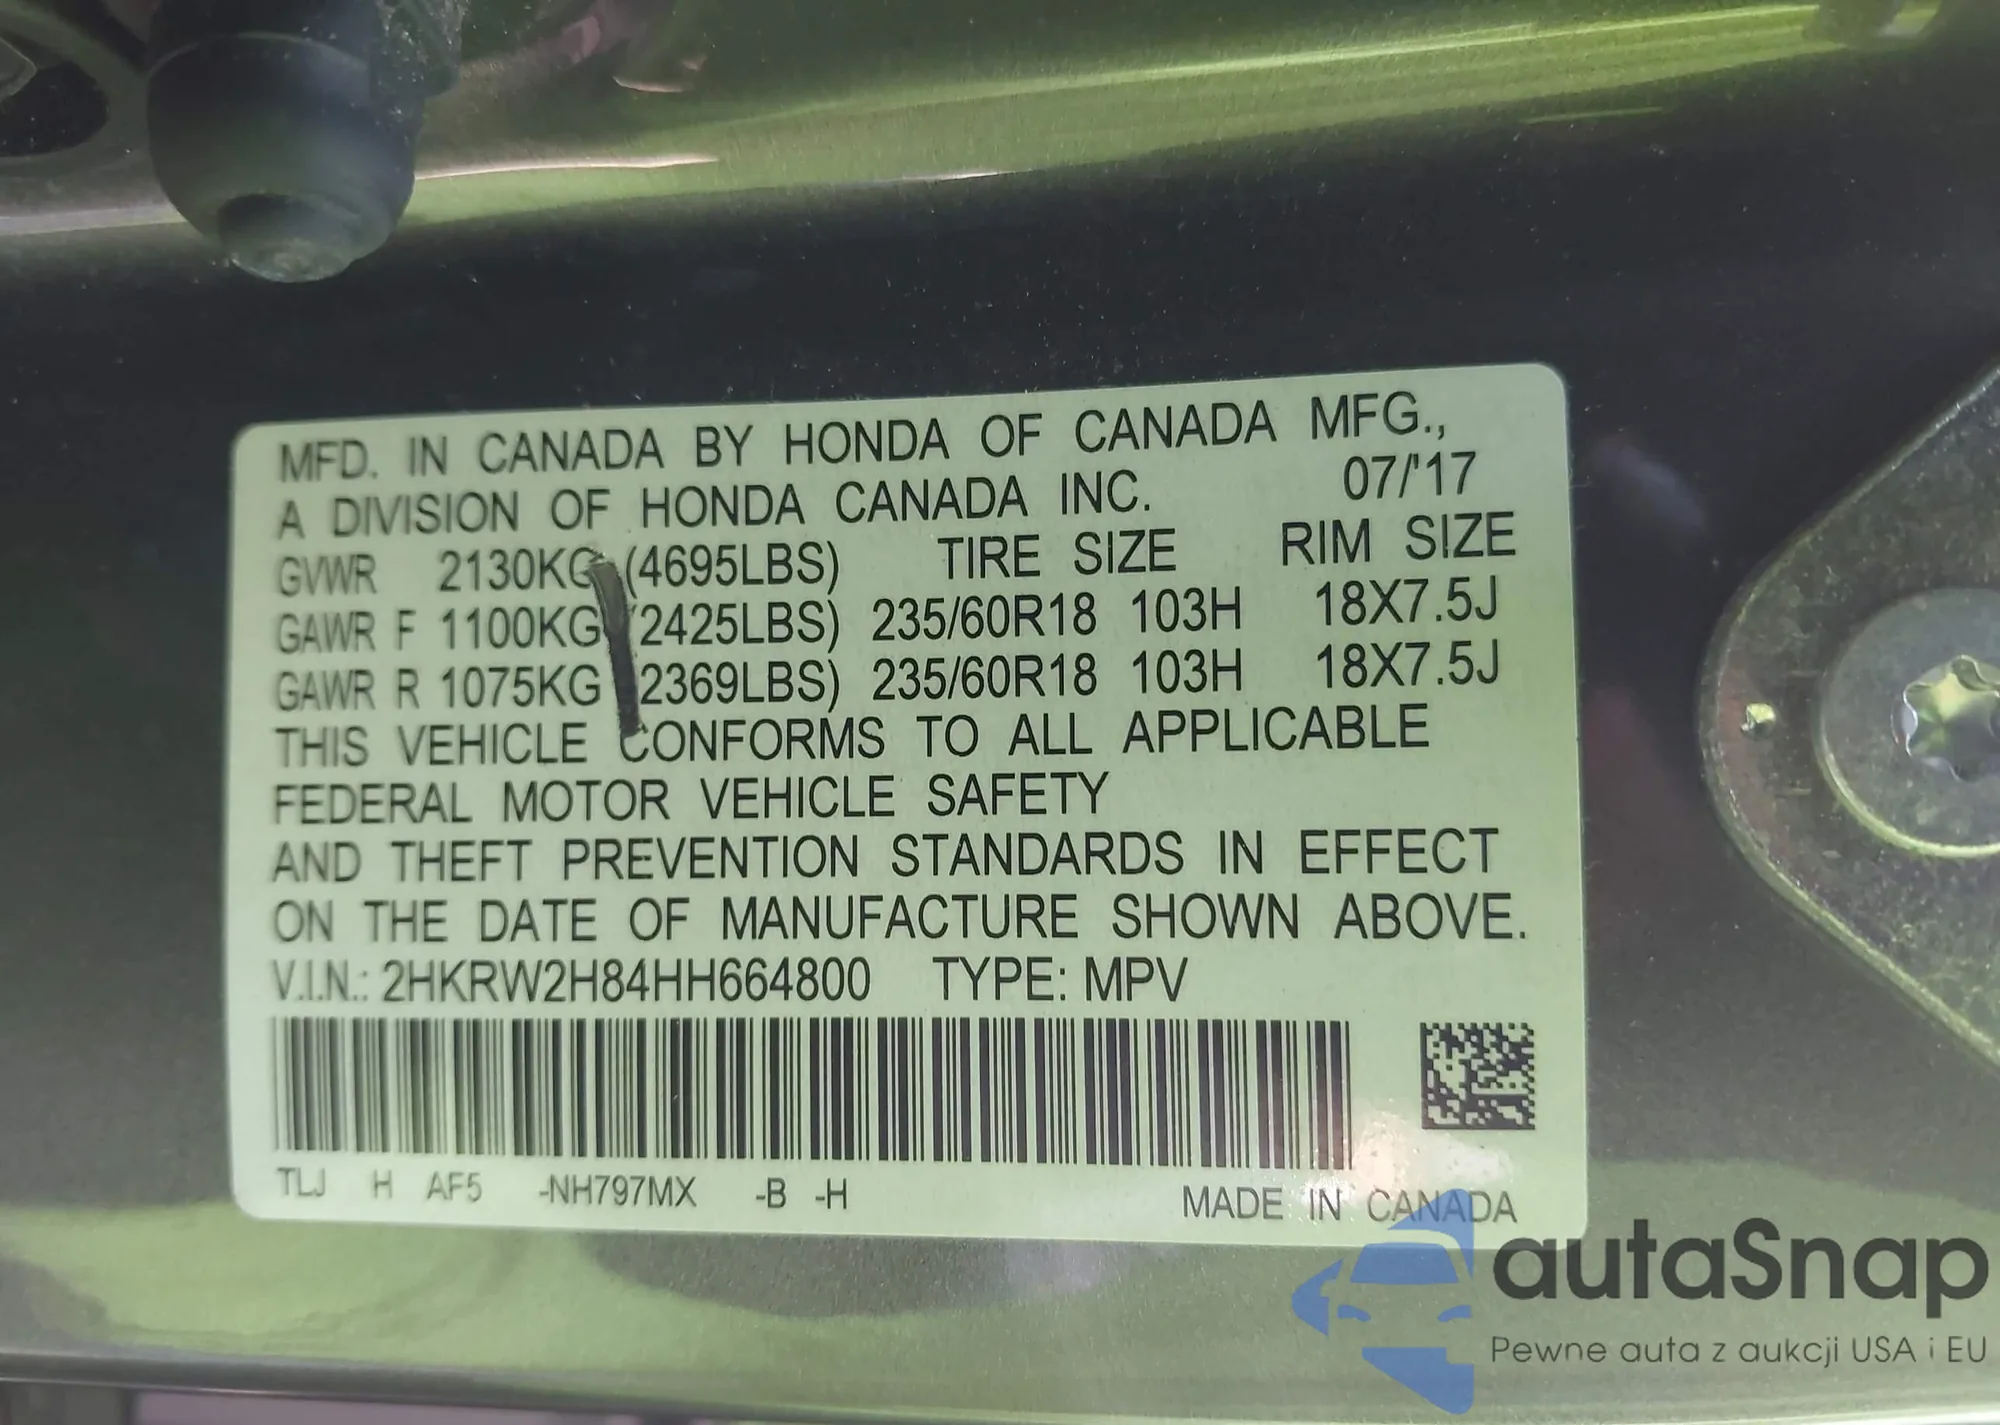 MFD. IN CANADA BY HONDA OF CANADA MFG.,
A DIVISION OF HONDA CANADA INC. 07/'17
GVWR 2130KG (4695LBS) TIRE SIZE RIM SIZE
GAWR F 1100KG (2425LBS) 235/60R18 103H 18X7.5J
GAWR R 1075KG (2369LBS) 235/60R18 103H 18X7.5J
THIS VEHICLE CONFORMS TO ALL APPLICABLE
FEDERAL MOTOR VEHICLE SAFETY
AND THEFT PREVENTION STANDARDS IN EFFECT
ON THE DATE OF MANUFACTURE SHOWN ABOVE.
V.I.N.: 2HKRW2H84HH664800 TYPE: MPV
TLJ H AF5 -NH797MX -B -H
MADE IN CANADA
autaSnap
Pewne auta z aukcji USA i EU